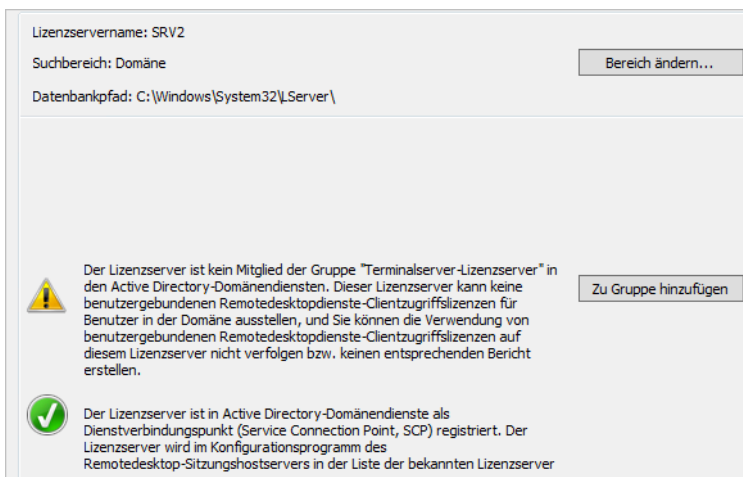 Lizenzservername: SRV2
Suchbereich: Domäne
Bereich ändern...
Datenbankpfad: C:\Windows\System32\LServer\
Der Lizenzserver ist kein Mitglied der Gruppe "Terminalserver-Lizenzserver" in
den Active Directory-Domänendiensten. Dieser Lizenzserver kann keine
benutzergebundenen Remotedesktopdienste-Clientzugriffslizenzen für
Benutzer in der Domäne ausstellen, und Sie können die Verwendung von
benutzergebundenen Remotedesktopdienste-Clientzugriffslizenzen auf
diesem Lizenzserver nicht verfolgen bzw. keinen entsprechenden Bericht
erstellen.
Zu Gruppe hinzufügen
Der Lizenzserver ist in Active Directory-Domänendienste als
Dienstverbindungspunkt (Service Connection Point, SCP) registriert. Der
Lizenzserver wird im Konfigurationsprogramm des
Remotedesktop-Sitzungshostservers in der Liste der bekannten Lizenzserver